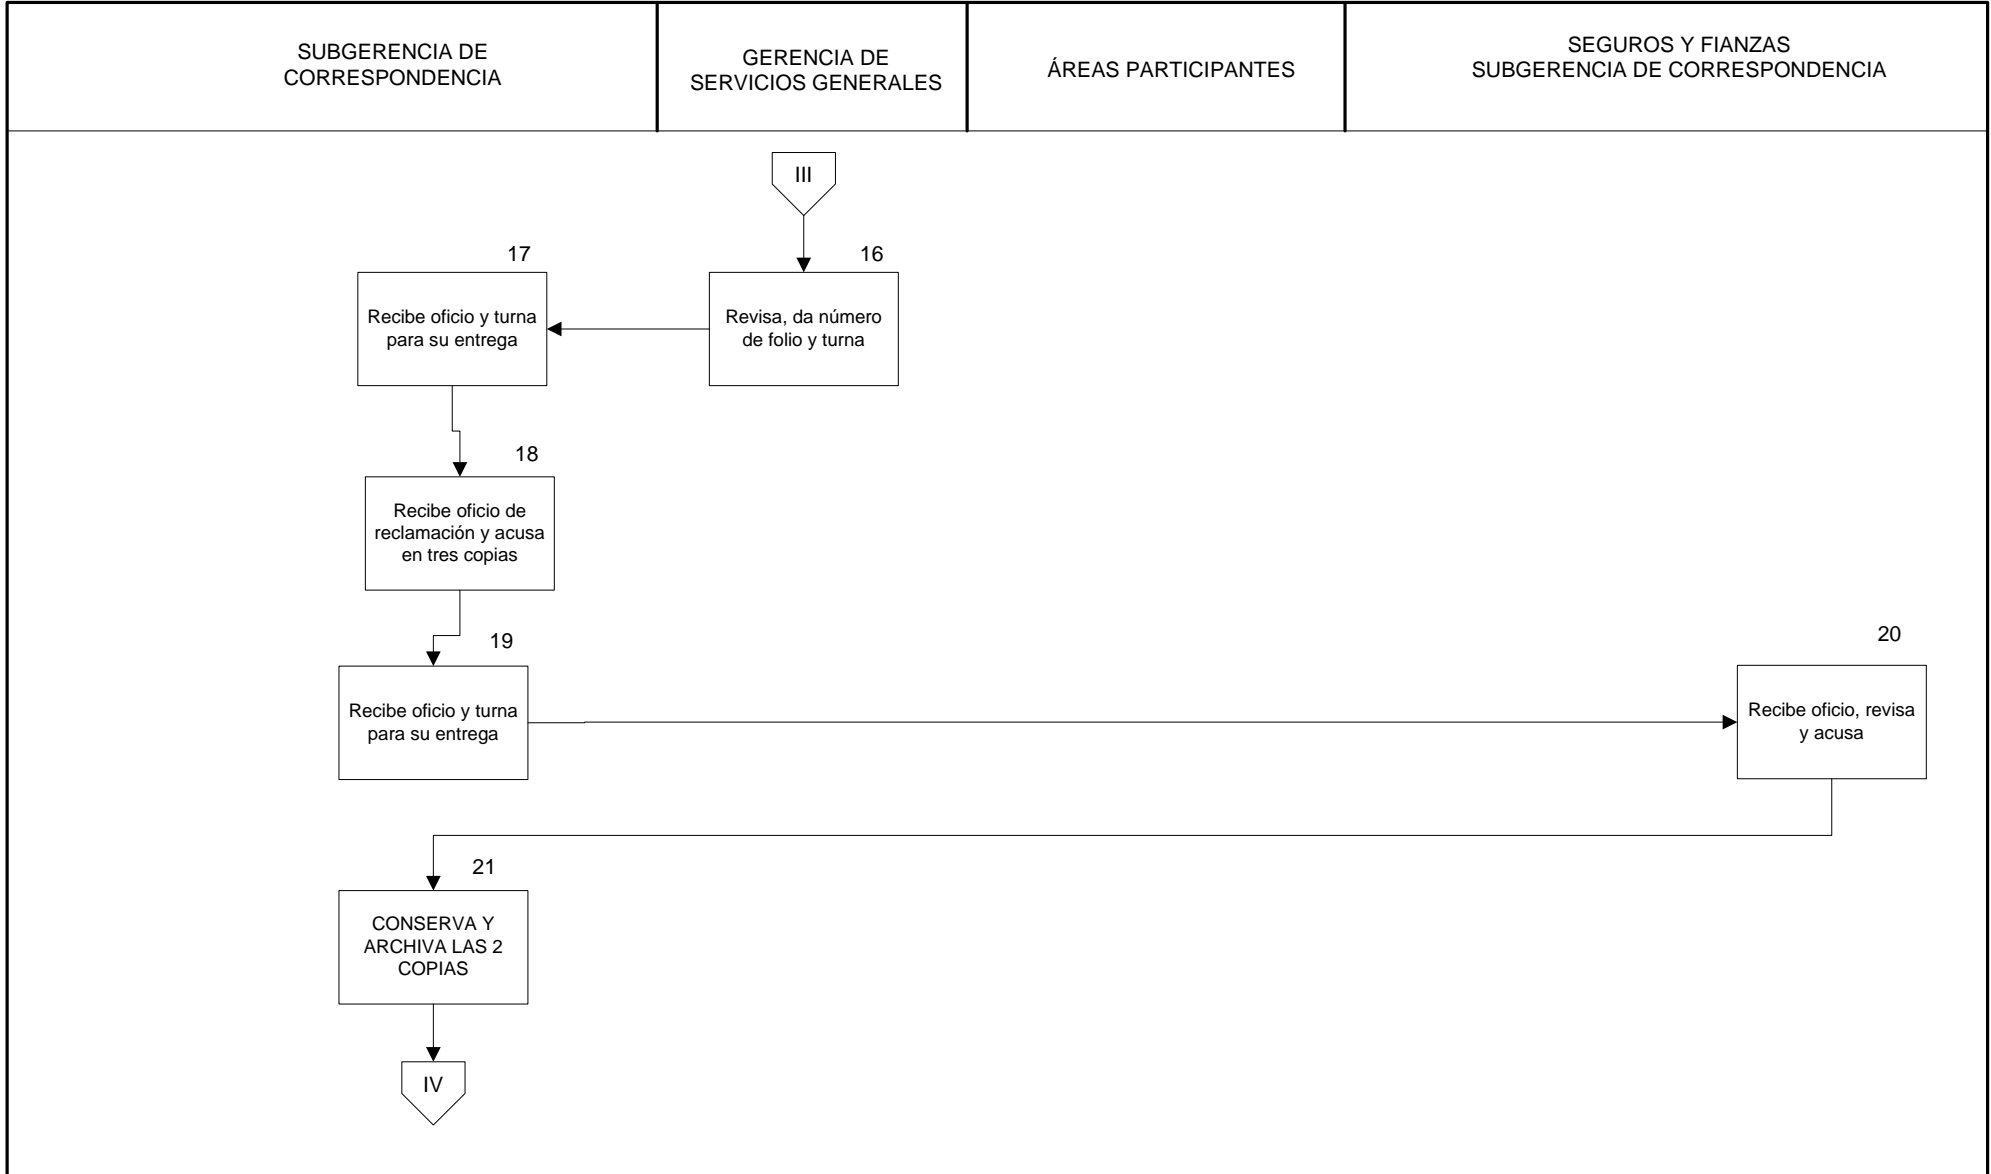 SUBGERENCIA DE
CORRESPONDENCIA
GERENCIA DE
SERVICIOS GENERALES
ÁREAS PARTICIPANTES
SEGUROS Y FIANZAS
SUBGERENCIA DE CORRESPONDENCIA
III
16
Revisa, da número
de folio y turna
17
Recibe oficio y turna
para su entrega
18
Recibe oficio de
reclamación y acusa
en tres copias
19
Recibe oficio y turna
para su entrega
20
Recibe oficio, revisa
y acusa
21
CONSERVA Y
ARCHIVA LAS 2
COPIAS
IV